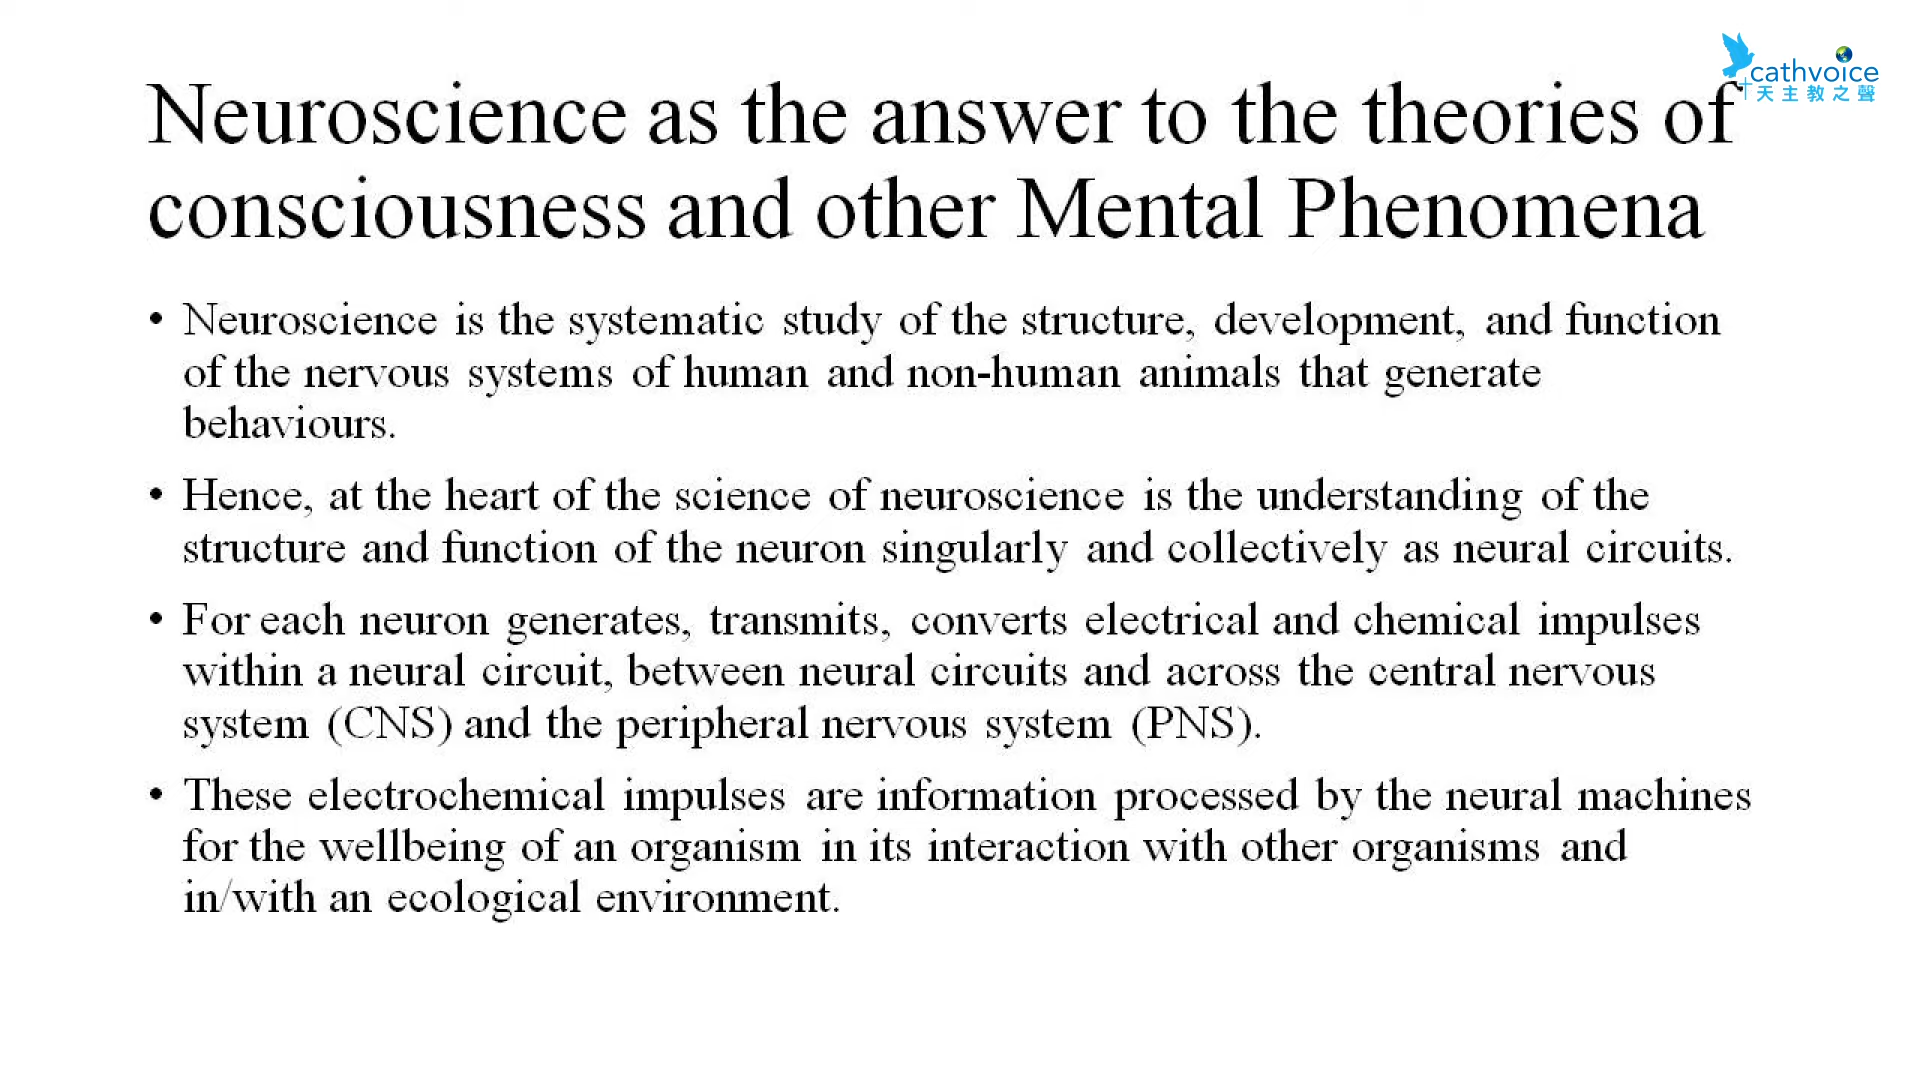 cathvoice
天主教之聲
Neuroscience as the answer to the theories of
consciousness and other Mental Phenomena
• Neuroscience is the systematic study of the structure, development, and function
of the nervous systems of human and non-human animals that generate
behaviours.
• Hence, at the heart of the science of neuroscience is the understanding of the
structure and function of the neuron singularly and collectively as neural circuits.
• For each neuron generates, transmits, converts electrical and chemical impulses
within a neural circuit, between neural circuits and across the central nervous
system (CNS) and the peripheral nervous system (PNS).
• These electrochemical impulses are information processed by the neural machines
for the wellbeing of an organism in its interaction with other organisms and
in/with an ecological environment.